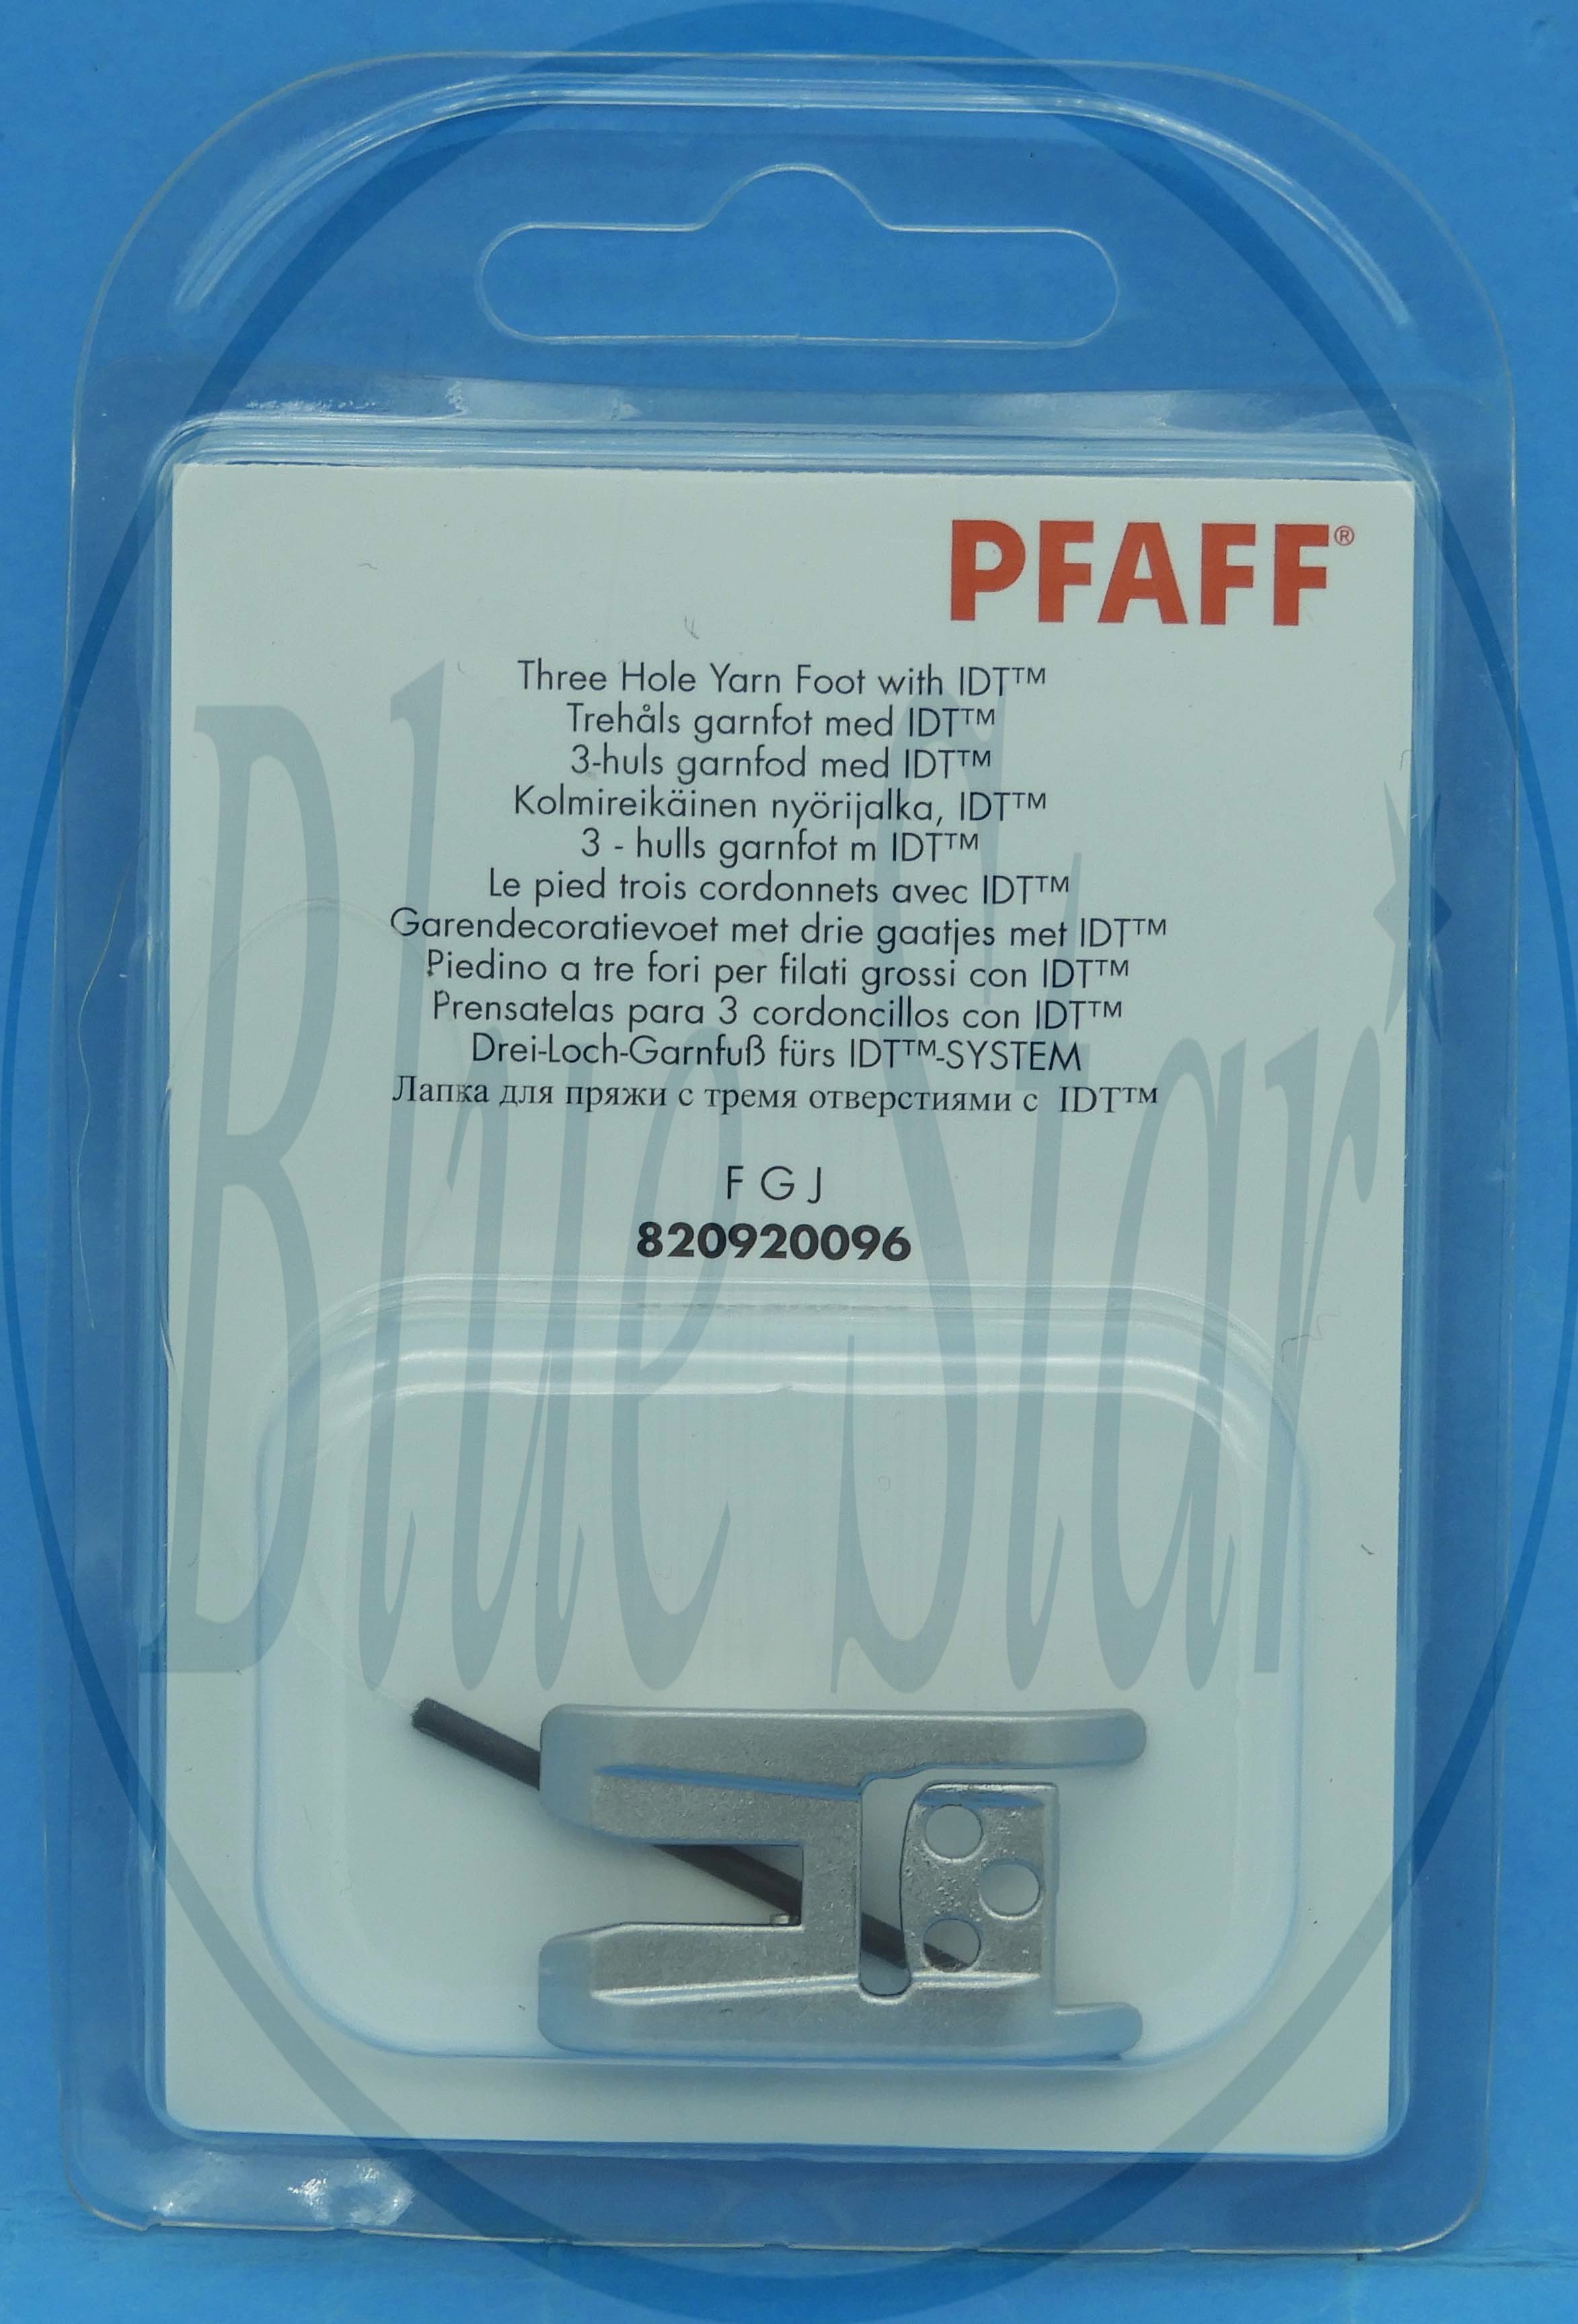 PFAFF®
Three Hole Yarn Foot with IDT™
Trehåls garnfot med IDT™
3-huls garnfod med IDT™
Kolmireikäinen nyörijalka, IDT™
3 - hulls garnfot m IDT™
Le pied trois cordonnets avec IDT™
Garendecoratievoet met drie gaatjes met IDT™
Piedino a tre fori per filati grossi con IDT™
Prensatelas para 3 cordoncillos con IDT™
Drei-Loch-Garnfuß fürs IDT™-SYSTEM
Лапка для пряжи с тремя отверстиями с IDT™
F G J
820920096
Blue Star